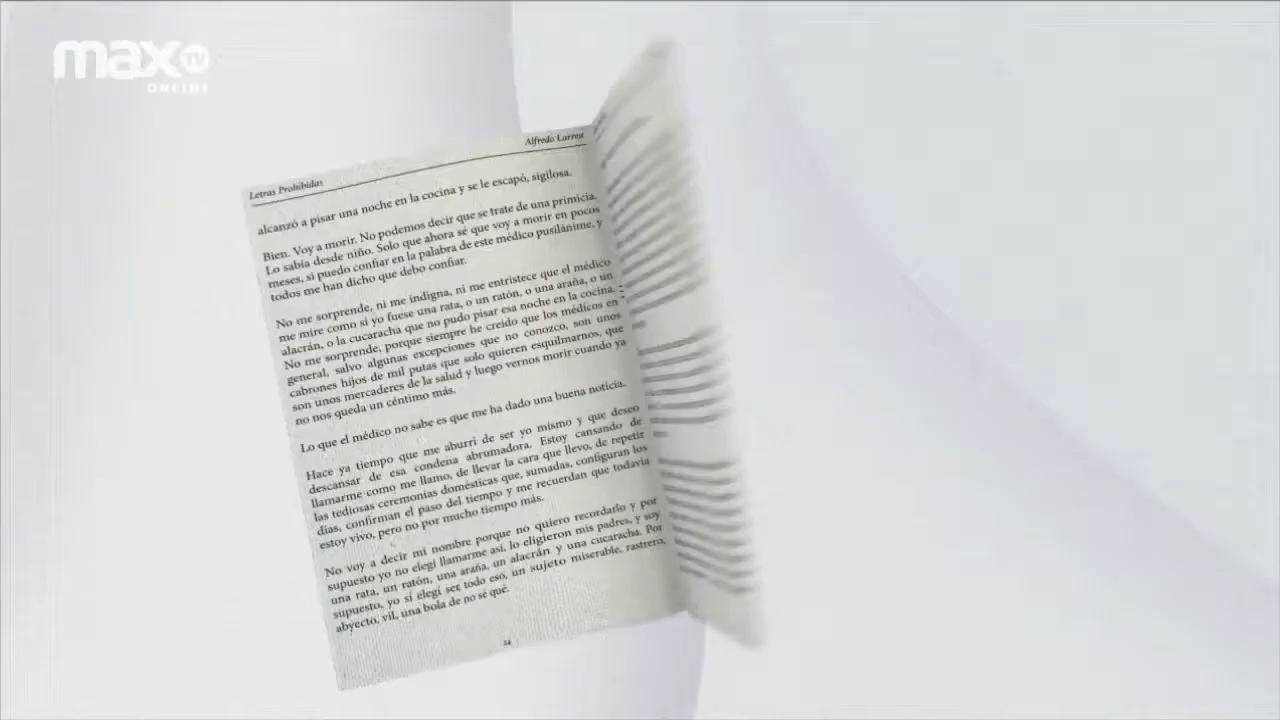 max TV
ONLINE
Letras Prohibidas
Alfredo Larrea
alcanzó a pisar una noche en la cocina y se le escapó, sigilosa.
Bien. Voy a morir. No podemos decir que se trate de una primicia.
Lo sabía desde niño. Solo que ahora sé que voy a morir en pocos
meses, si puedo confiar en la palabra de este médico pusilánime, y
todos me han dicho que debo confiar.
No me sorprende, ni me indigna, ni me entristece que el médico
me mire como si yo fuese una rata, o un ratón, o una araña, o un
alacrán, o la cucaracha que no pudo pisar esa noche en la cocina.
No me sorprende, porque siempre he creído que los médicos en
general, salvo algunas excepciones que no conozco, son unos
cabrones hijos de mil putas que solo quieren esquilmarnos, que
son unos mercaderes de la salud y luego vernos morir cuando ya
no nos queda un céntimo más.
Lo que el médico no sabe es que me ha dado una buena noticia.
Hace ya tiempo que me aburrí de ser yo mismo y que deseo
descansar de esa condena abrumadora. Estoy cansando de
llamarme como me llamo, de llevar la cara que llevo, de repetir
las tediosas ceremonias domésticas que, sumadas, configuran los
días, confirman el paso del tiempo y me recuerdan que todavía
estoy vivo, pero no por mucho tiempo más.
No voy a decir mi nombre porque no quiero recordarlo y por
supuesto yo no elegí llamarme así, lo eligieron mis padres, y soy
una rata, un ratón, una araña, un alacrán y una cucaracha. Por
supuesto, yo sí elegí ser todo eso, un sujeto miserable, rastrero,
abyecto, vil, una bola de no sé qué.